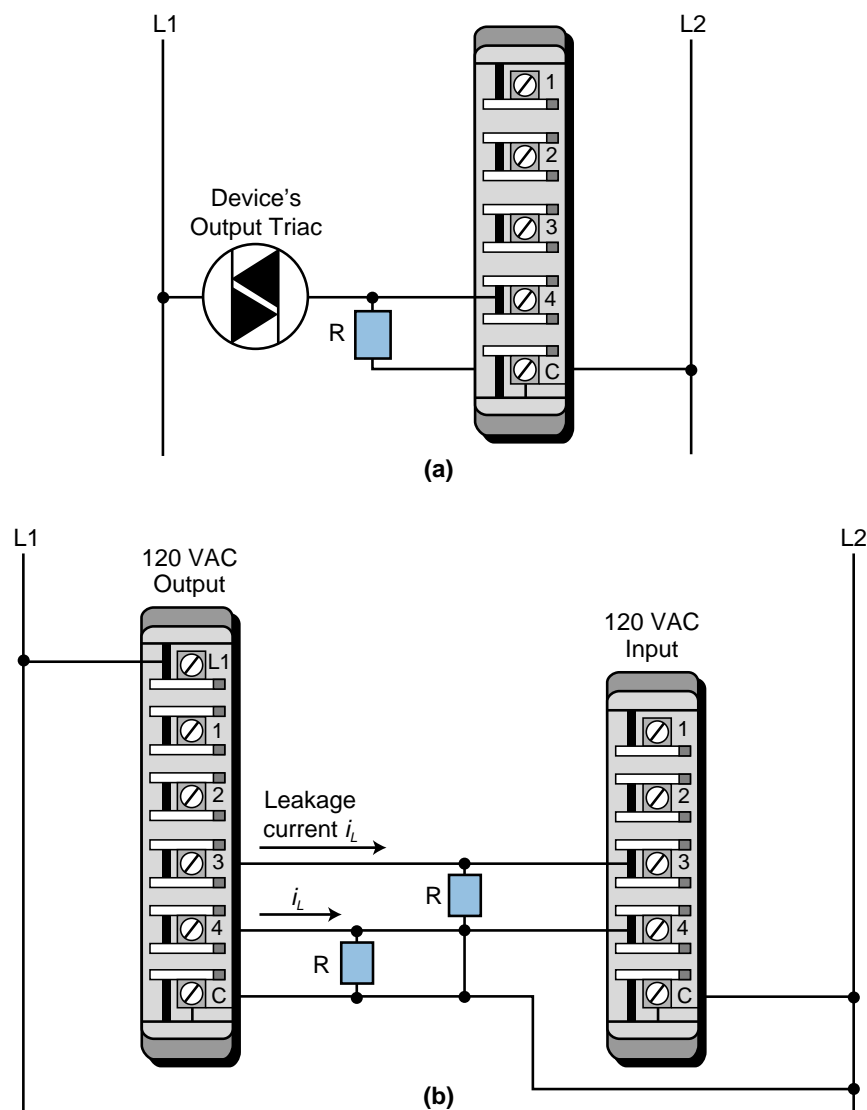 L1
L2
1
2
Device's
Output Triac
3
4
R
C
(a)
L1
L2
120 VAC
Output
120 VAC
Input
L1
1
1
2
2
Leakage
current iL
3
3
R
iL
4
4
R
C
C
(b)